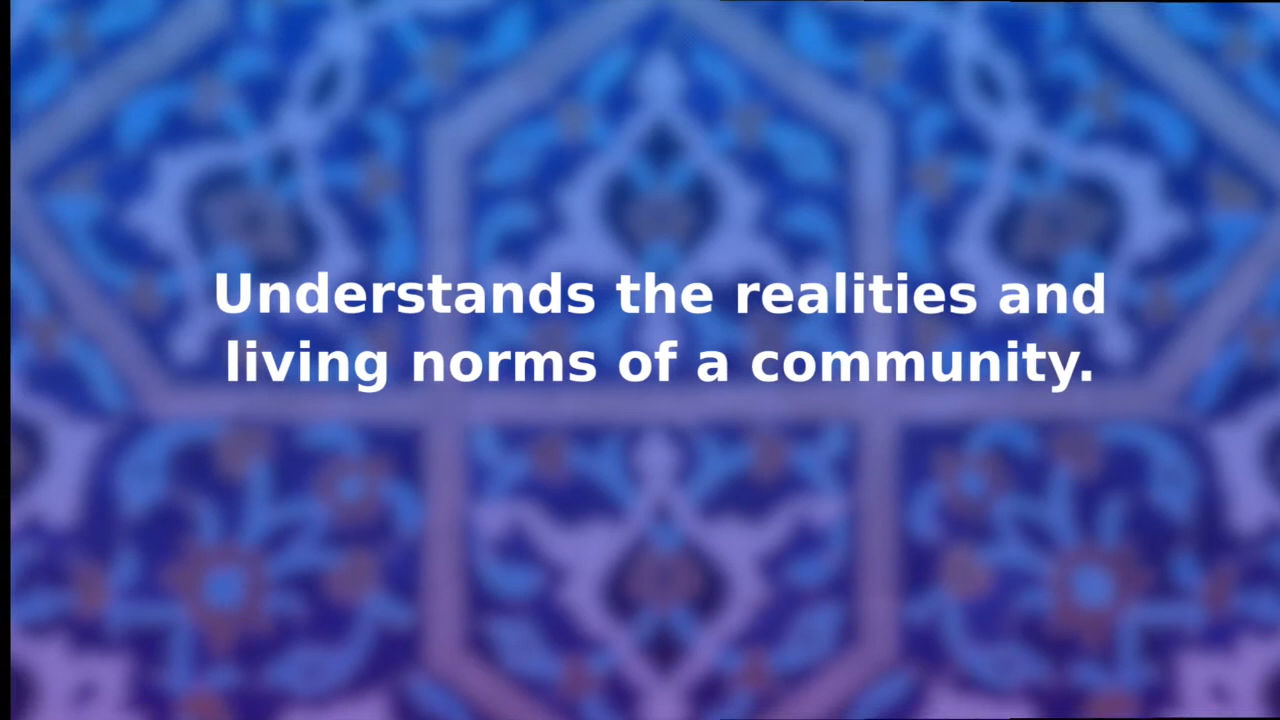 Understands the realities and
living norms of a community.